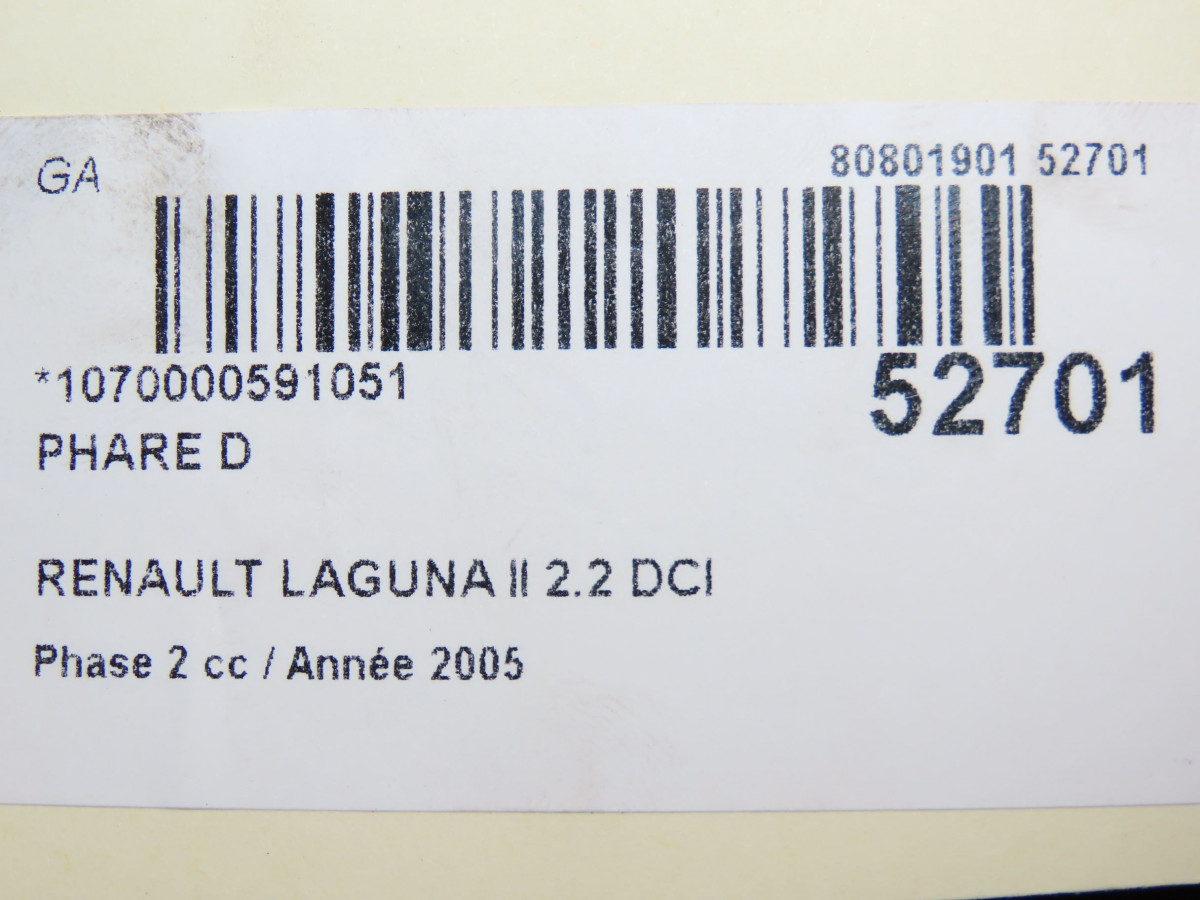 GA
80801901 52701
*1070000591051
52701
PHARE D
RENAULT LAGUNA II 2.2 DCI
Phase 2 cc / Année 2005